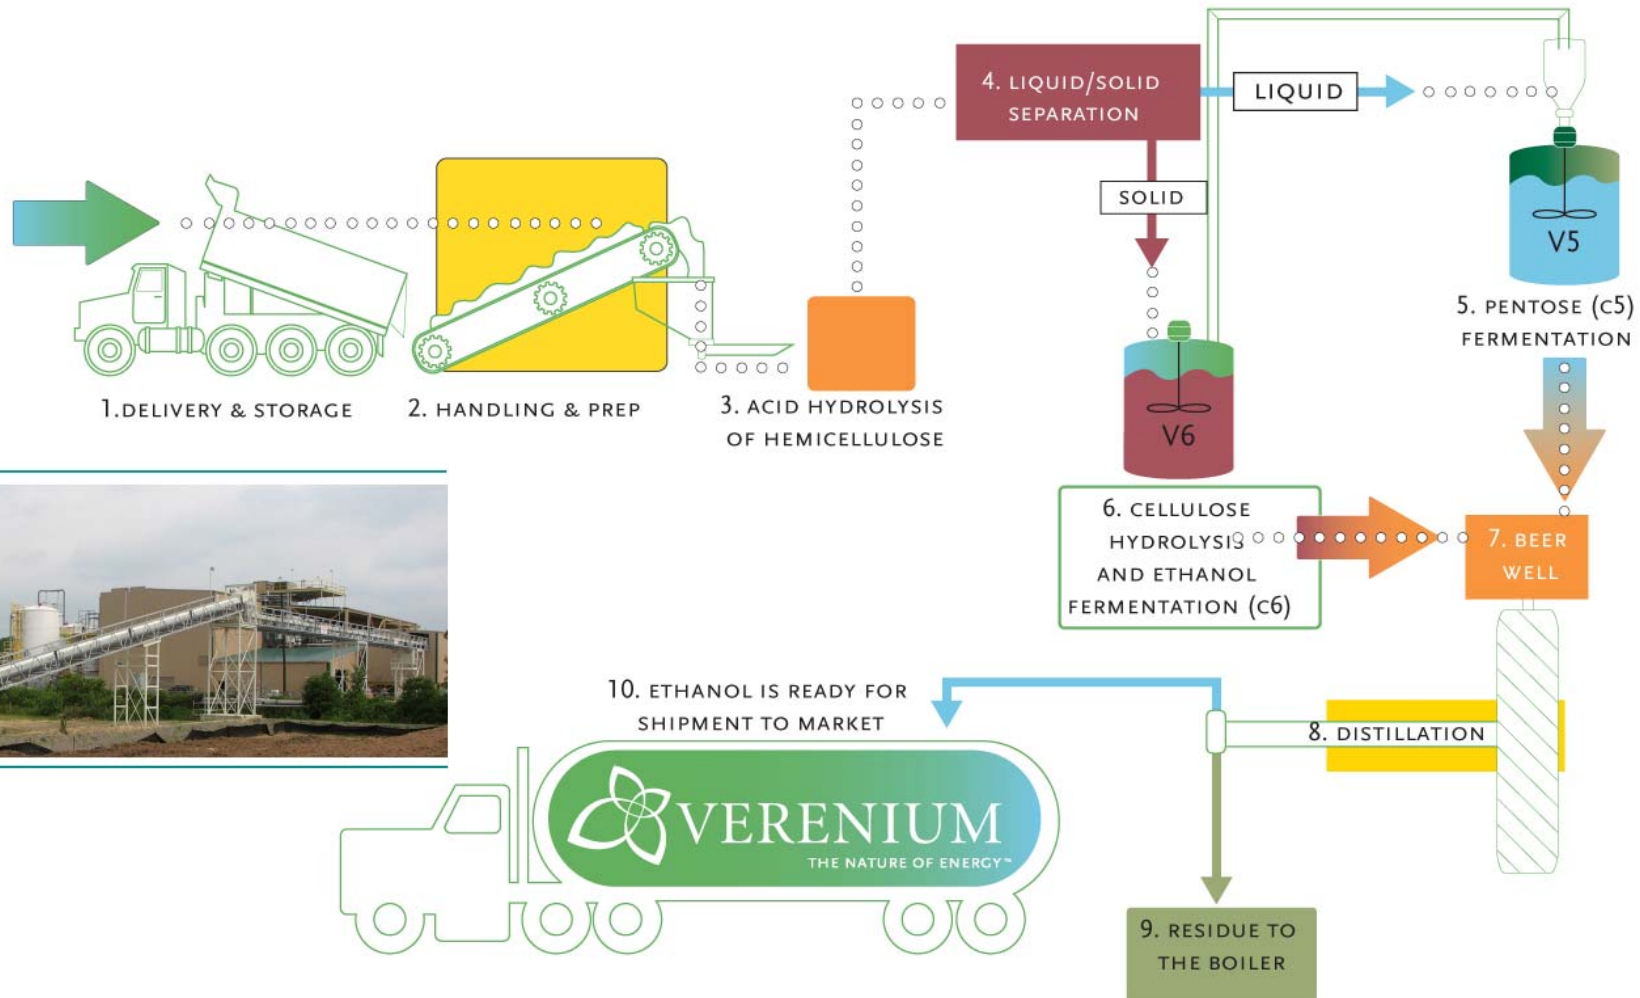 4. LIQUID/SOLID
SEPARATION
LIQUID
SOLID
V5
5. PENTOSE (C5)
FERMENTATION
1.DELIVERY & STORAGE
2. HANDLING & PREP
3. ACID HYDROLYSIS
OF HEMICELLULOSE
V6
6. CELLULOSE
HYDROLYSIS
AND ETHANOL
FERMENTATION (C6)
7. BEER
WELL
8. DISTILLATION
10. ETHANOL IS READY FOR
SHIPMENT TO MARKET
VERENIUM
THE NATURE OF ENERGY™
9. RESIDUE TO
THE BOILER